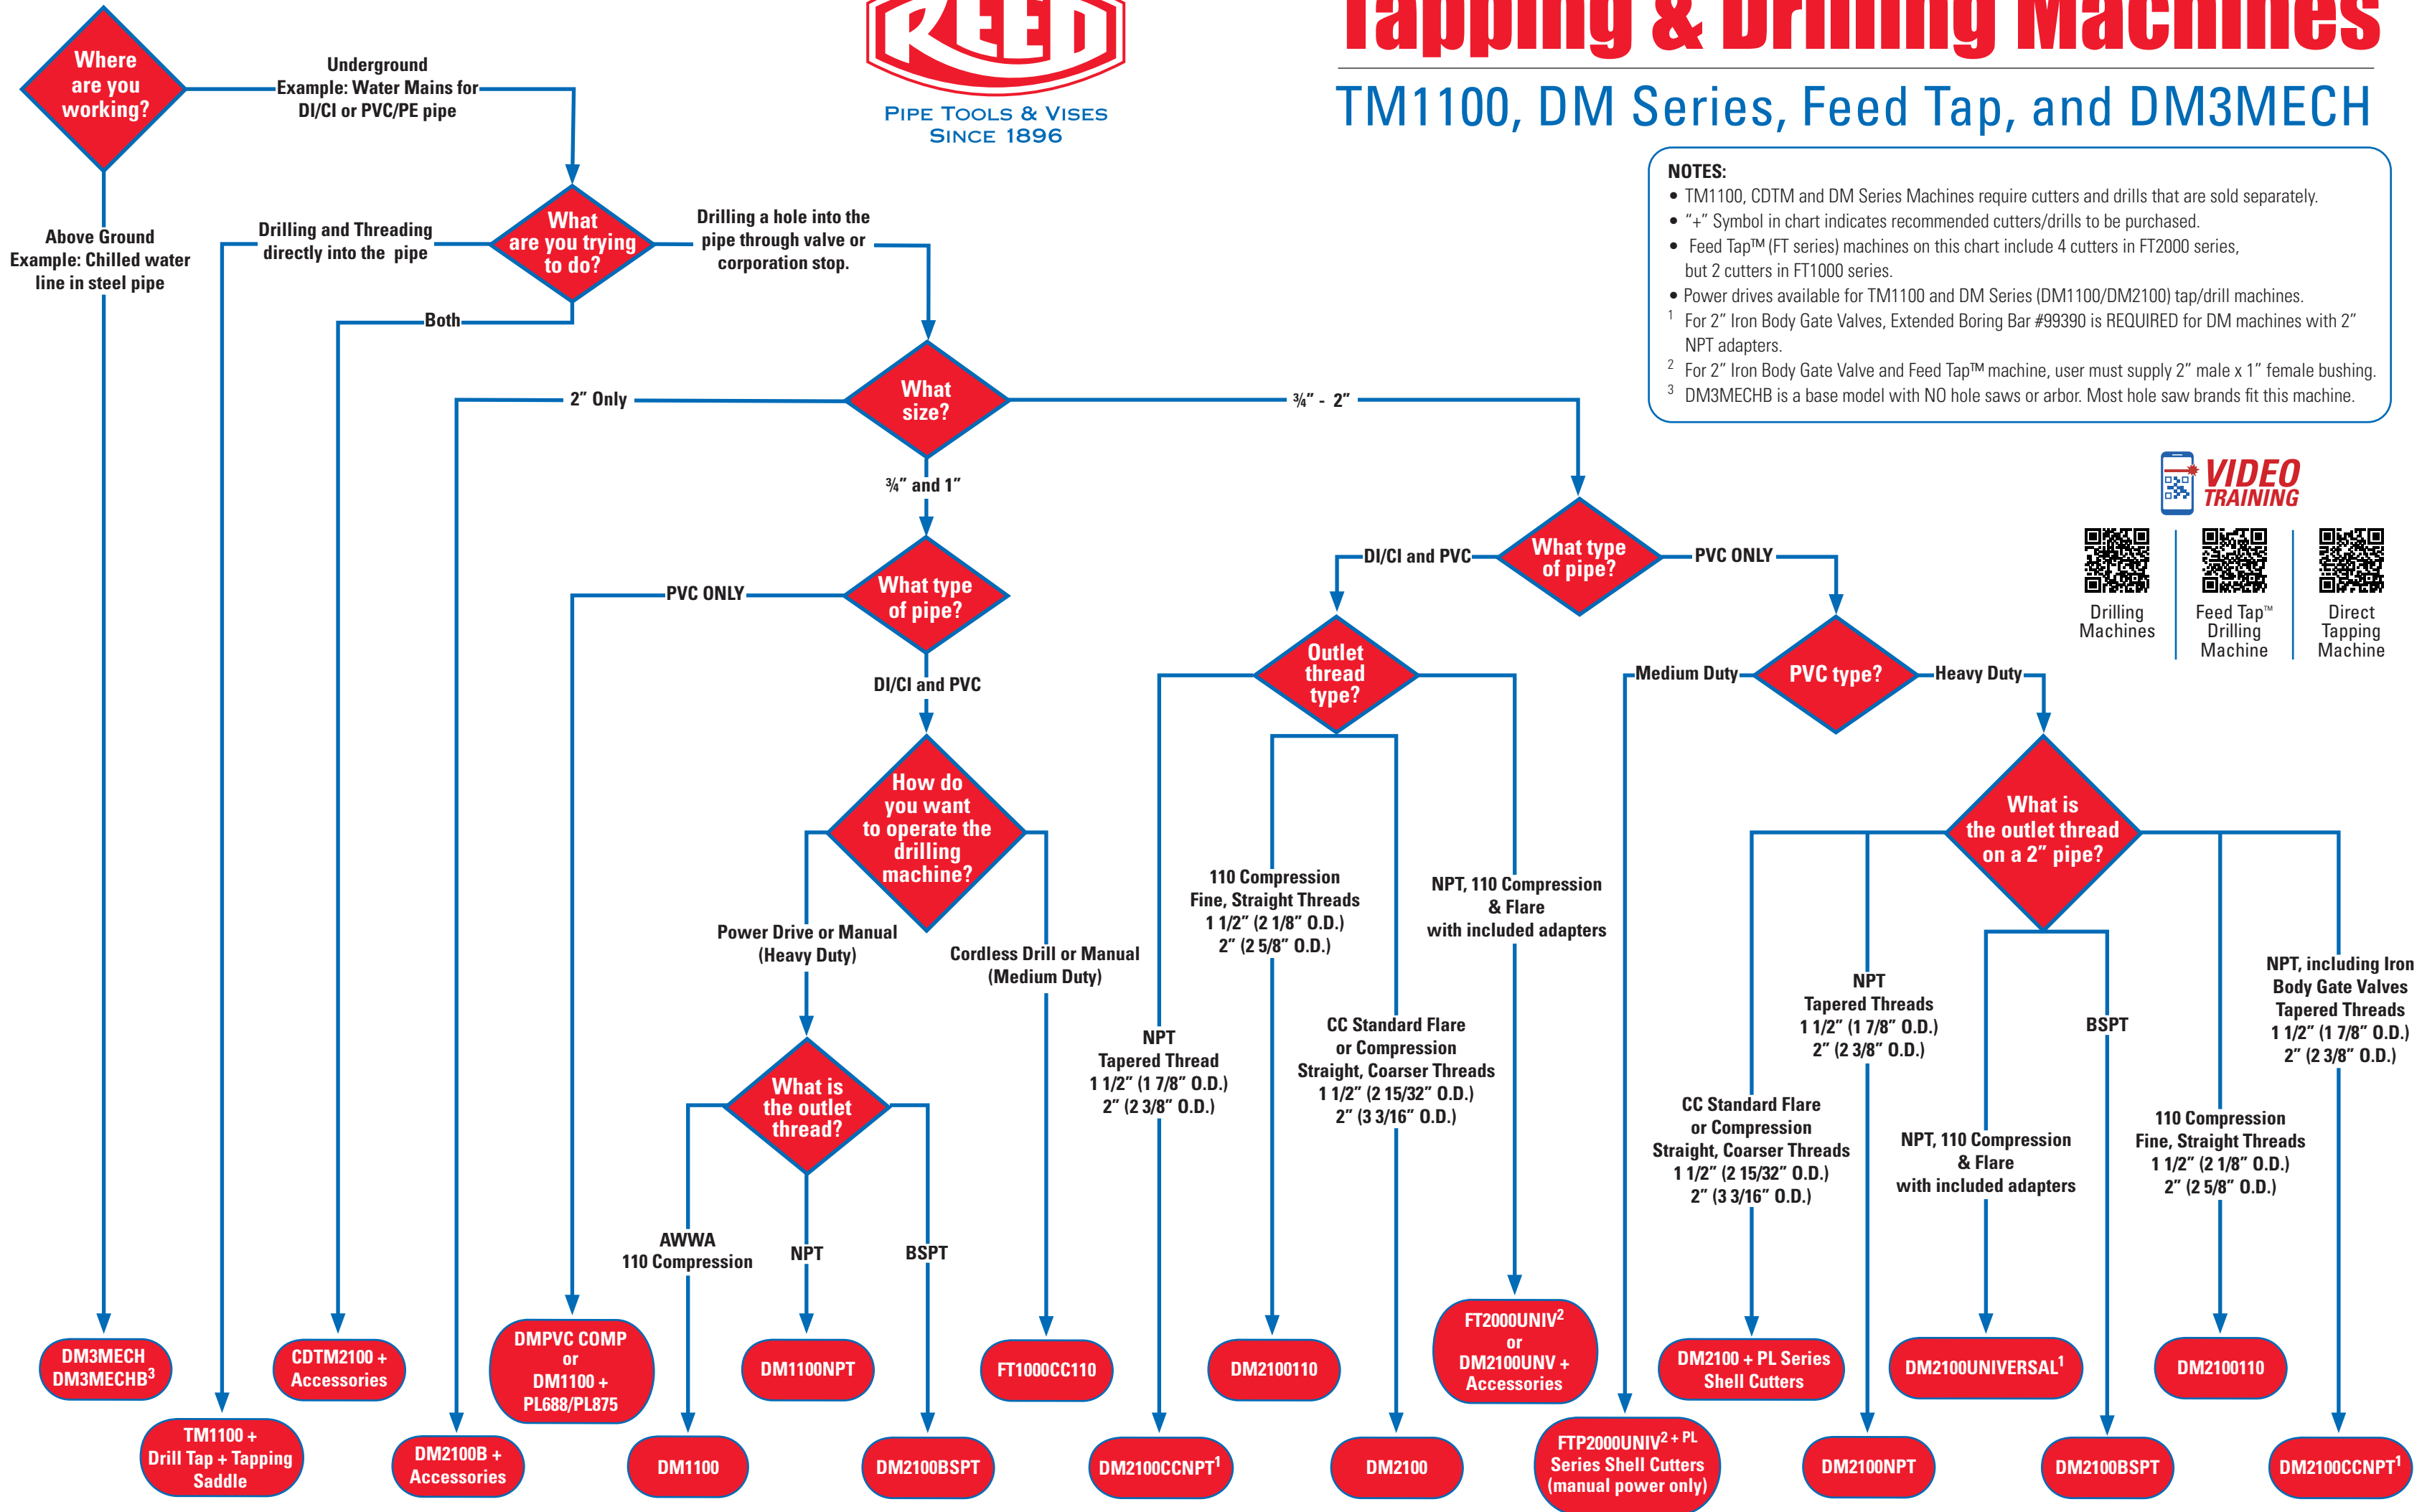 REED
PIPE TOOLS & VISES
SINCE 1896
Tapping & Drilling Machines
TM1100, DM Series, Feed Tap, and DM3MECH
NOTES:
• TM1100, CDTM and DM Series Machines require cutters and drills that are sold separately.
• “+” Symbol in chart indicates recommended cutters/drills to be purchased.
• Feed Tap™ (FT series) machines on this chart include 4 cutters in FT2000 series,
but 2 cutters in FT1000 series.
• Power drives available for TM1100 and DM Series (DM1100/DM2100) tap/drill machines.
1 For 2” Iron Body Gate Valves, Extended Boring Bar #99390 is REQUIRED for DM machines with 2”
NPT adapters.
2 For 2” Iron Body Gate Valve and Feed Tap™ machine, user must supply 2” male x 1” female bushing.
3 DM3MECHB is a base model with NO hole saws or arbor. Most hole saw brands fit this machine.
VIDEO
TRAINING
Drilling
Machines
Feed Tap™
Drilling
Machine
Direct
Tapping
Machine
Where
are you
working?
Underground
Example: Water Mains for
DI/CI or PVC/PE pipe
Above Ground
Example: Chilled water
line in steel pipe
What
are you trying
to do?
Drilling and Threading
directly into the pipe
Drilling a hole into the
pipe through valve or
corporation stop.
Both
What
size?
2” Only
¾” - 2”
¾” and 1”
What type
of pipe?
PVC ONLY
DI/CI and PVC
What type
of pipe?
DI/CI and PVC
PVC ONLY
Outlet
thread
type?
PVC type?
Medium Duty
Heavy Duty
How do
you want
to operate the
drilling
machine?
Power Drive or Manual
(Heavy Duty)
Cordless Drill or Manual
(Medium Duty)
What is
the outlet
thread?
AWWA
110 Compression
NPT
BSPT
NPT
Tapered Thread
1 1/2” (1 7/8” O.D.)
2” (2 3/8” O.D.)
110 Compression
Fine, Straight Threads
1 1/2” (2 1/8” O.D.)
2” (2 5/8” O.D.)
CC Standard Flare
or Compression
Straight, Coarser Threads
1 1/2” (2 15/32” O.D.)
2” (3 3/16” O.D.)
NPT, 110 Compression
& Flare
with included adapters
What is
the outlet thread
on a 2” pipe?
CC Standard Flare
or Compression
Straight, Coarser Threads
1 1/2” (2 15/32” O.D.)
2” (3 3/16” O.D.)
NPT
Tapered Threads
1 1/2” (1 7/8” O.D.)
2” (2 3/8” O.D.)
NPT, 110 Compression
& Flare
with included adapters
BSPT
110 Compression
Fine, Straight Threads
1 1/2” (2 1/8” O.D.)
2” (2 5/8” O.D.)
NPT, including Iron
Body Gate Valves
Tapered Threads
1 1/2” (1 7/8” O.D.)
2” (2 3/8” O.D.)
DM3MECH
DM3MECHB3
TM1100 +
Drill Tap + Tapping
Saddle
CDTM2100 +
Accessories
DM2100B +
Accessories
DMPVC COMP
or
DM1100 +
PL688/PL875
DM1100
DM1100NPT
DM2100BSPT
FT1000CC110
DM2100CCNPT1
DM2100110
DM2100
FT2000UNIV2
or
DM2100UNV +
Accessories
FTP2000UNIV2 + PL
Series Shell Cutters
(manual power only)
DM2100 + PL Series
Shell Cutters
DM2100NPT
DM2100UNIVERSAL1
DM2100BSPT
DM2100110
DM2100CCNPT1